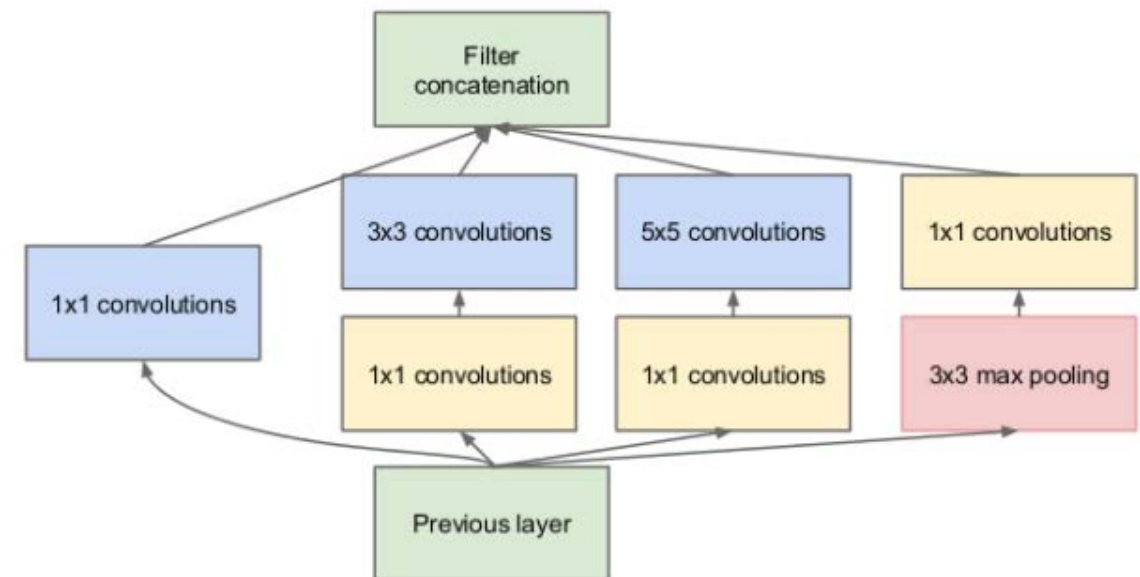 Filter
concatenation
3x3 convolutions
5x5 convolutions
1x1 convolutions
1x1 convolutions
1x1 convolutions
1x1 convolutions
3x3 max pooling
Previous layer